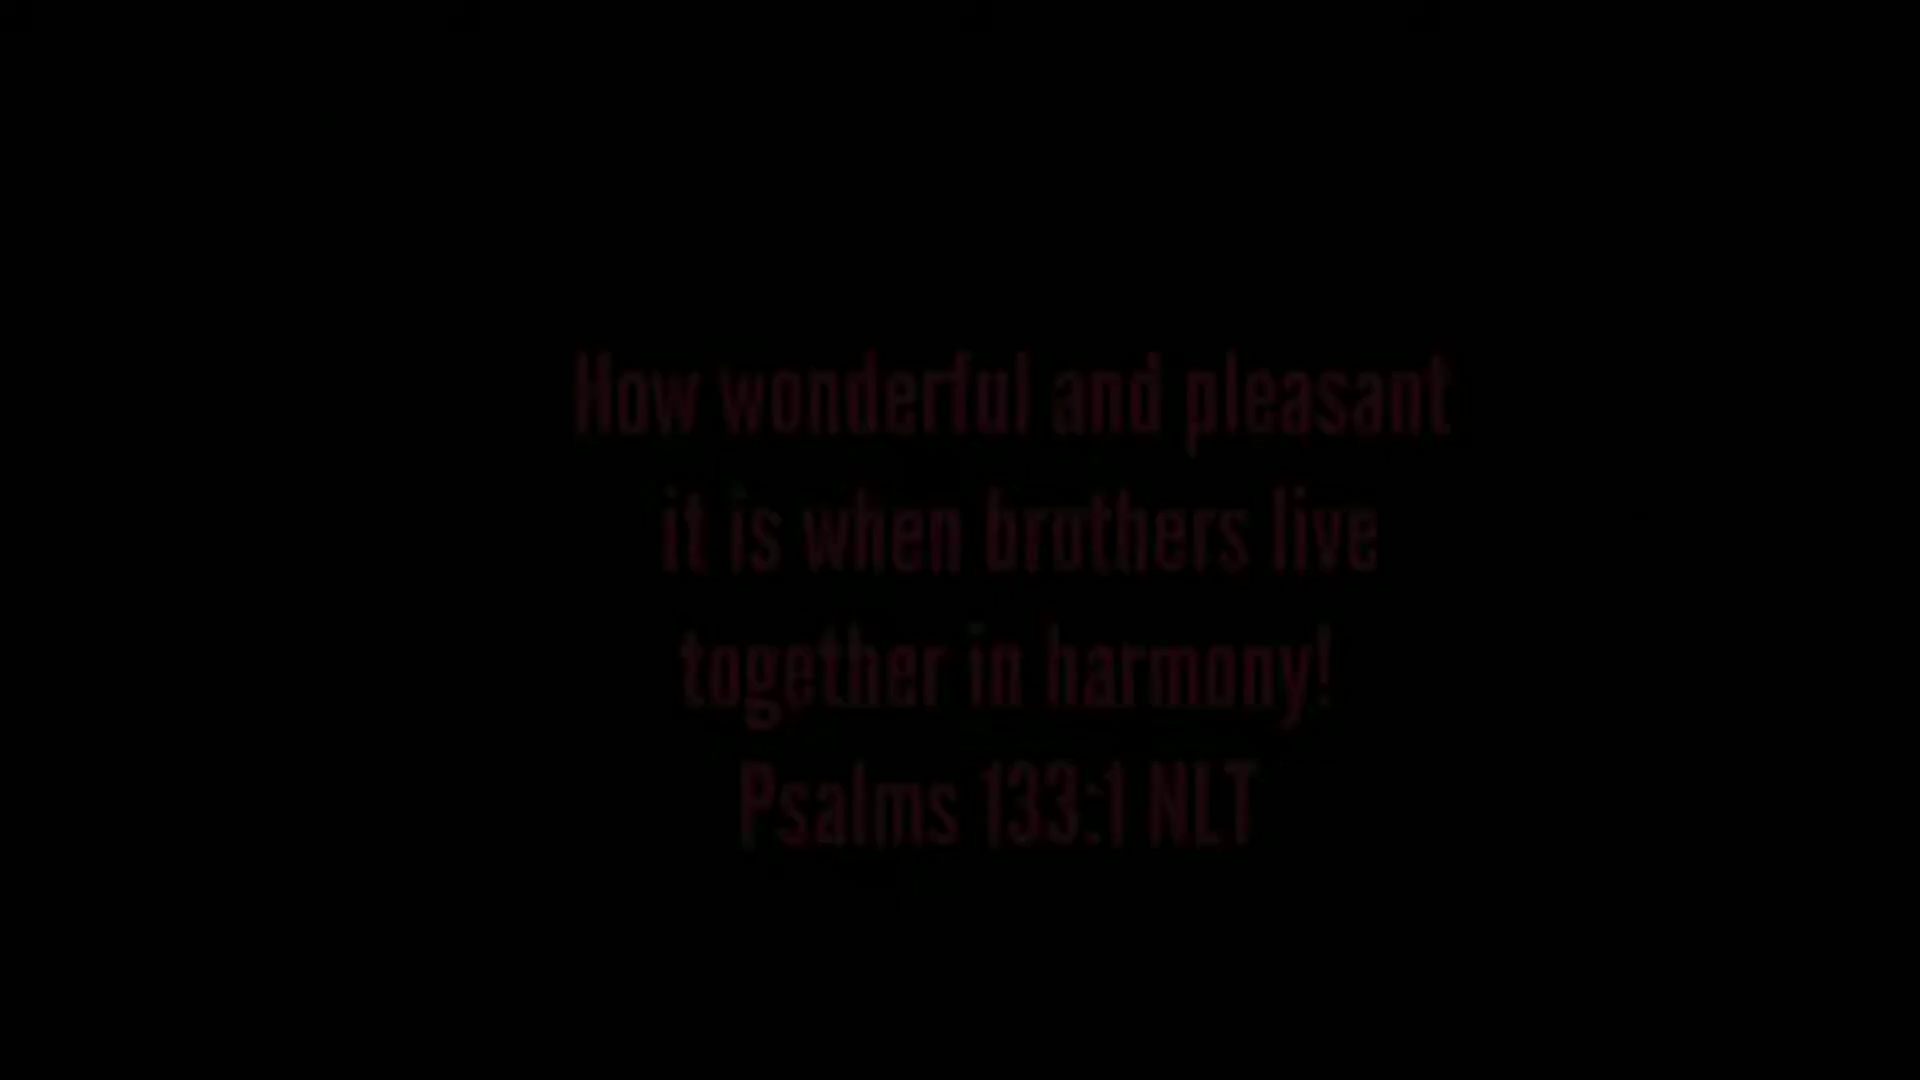 How wonderful and pleasant
it is when brothers live
together in harmony!
Psalms 133:1 NLT